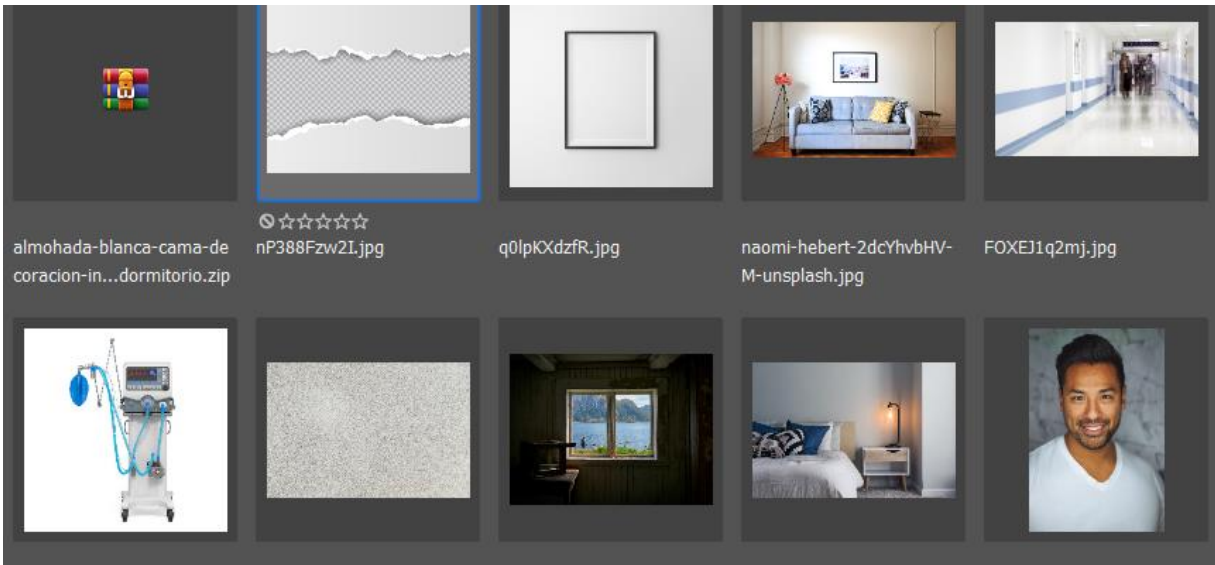 almohada-blanca-cama-de
coracion-in...dormitorio.zip
nP388Fzw2I.jpg
q0lpKXdzfR.jpg
naomi-hebert-2dcYhvbHV-
M-unsplash.jpg
FOXEJ1q2mj.jpg